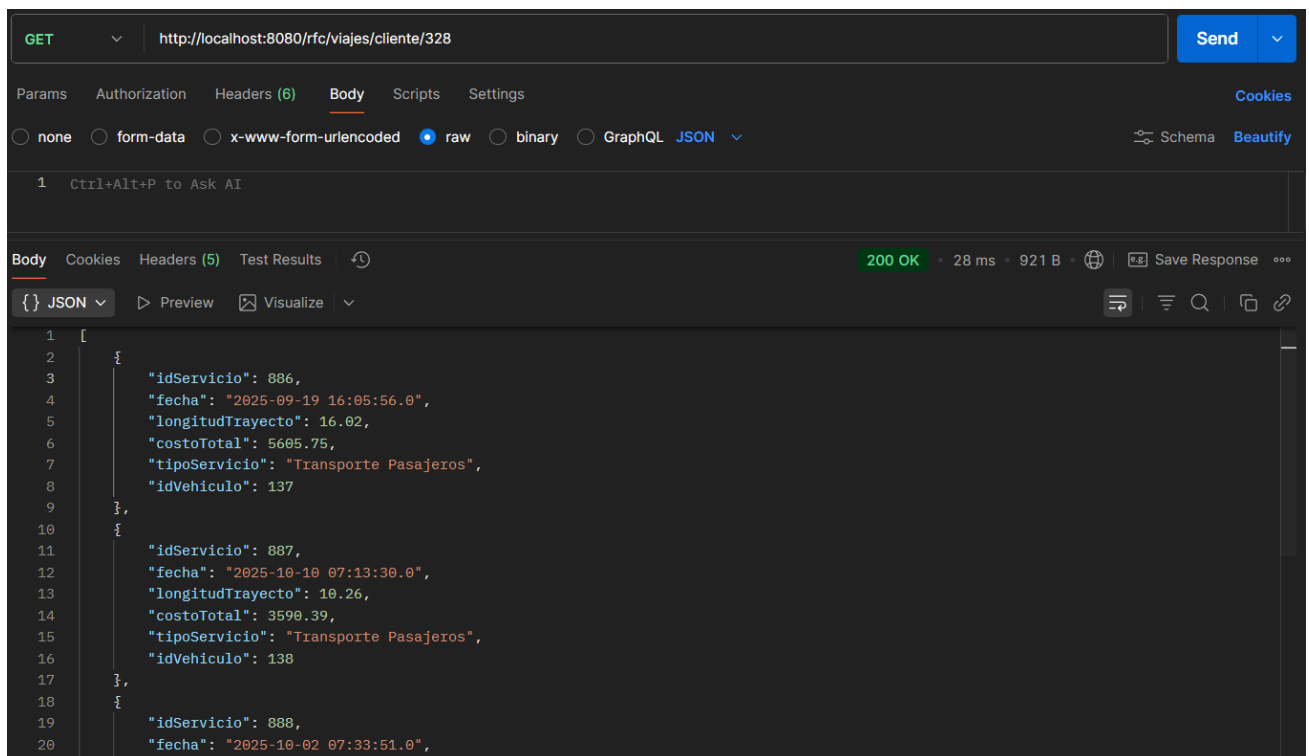 GET http://localhost:8080/rfc/viajes/cliente/328 Send
Params Authorization Headers (6) Body Scripts Settings Cookies
none form-data x-www-form-urlencoded raw binary GraphQL JSON Schema Beautify
1 Ctrl+Alt+P to Ask AI
Body Cookies Headers (5) Test Results 200 OK • 28 ms • 921 B • e.g. Save Response
{} JSON Preview Visualize
1 [
2 {
3 "idServicio": 886,
4 "fecha": "2025-09-19 16:05:56.0",
5 "longitudTrayecto": 16.02,
6 "costoTotal": 5605.75,
7 "tipoServicio": "Transporte Pasajeros",
8 "idVehiculo": 137
9 },
10 {
11 "idServicio": 887,
12 "fecha": "2025-10-10 07:13:30.0",
13 "longitudTrayecto": 10.26,
14 "costoTotal": 3590.39,
15 "tipoServicio": "Transporte Pasajeros",
16 "idVehiculo": 138
17 },
18 {
19 "idServicio": 888,
20 "fecha": "2025-10-02 07:33:51.0",